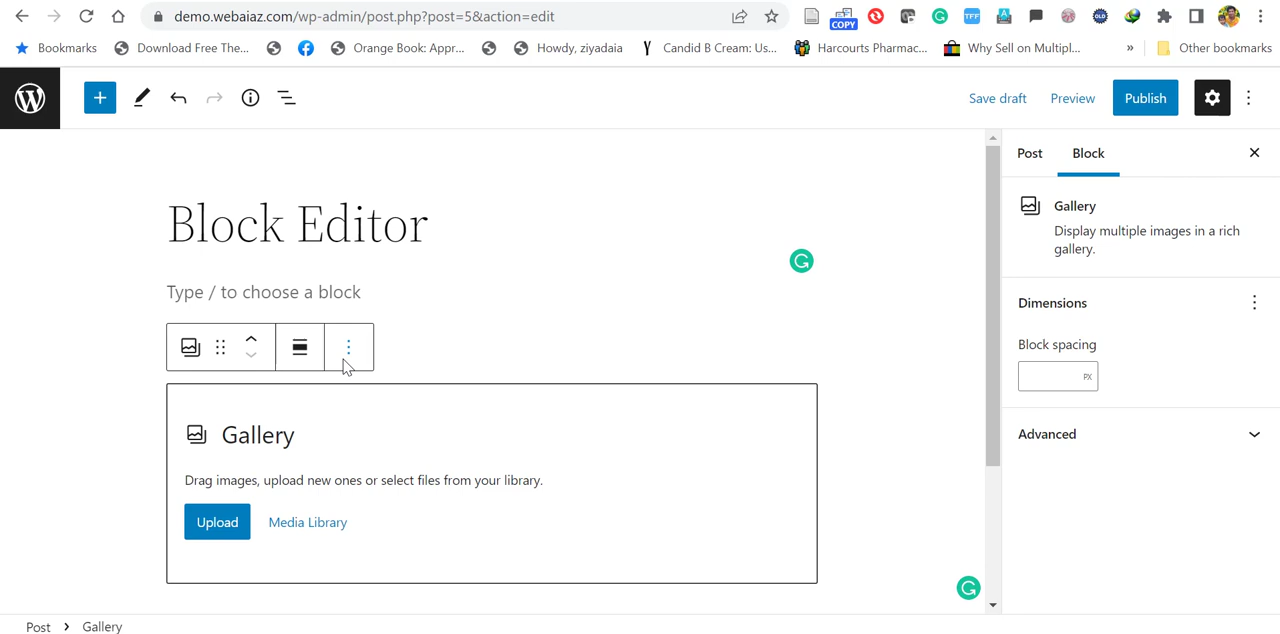 demo.webaiaz.com/wp-admin/post.php?post=5&action=edit
COPY
TFF
OLD
Bookmarks
Download Free The...
Orange Book: Appr...
Howdy, ziyadaia
Candid B Cream: Us...
Harcourts Pharmac...
Why Sell on Multipl...
»
Other bookmarks
Save draft
Preview
Publish
Post
Block
Block Editor
Gallery
Display multiple images in a rich
gallery.
Type / to choose a block
Dimensions
Block spacing
PX
Advanced
Gallery
Drag images, upload new ones or select files from your library.
Upload
Media Library
Post
Gallery